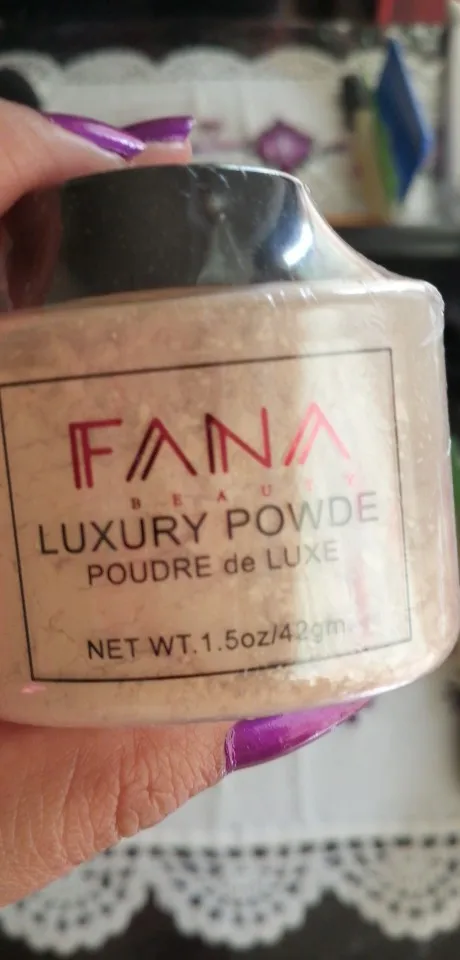 FANA
BEAUTY
LUXURY POWDE
POUDRE de LUXE
NET WT.1.5oz/42gm